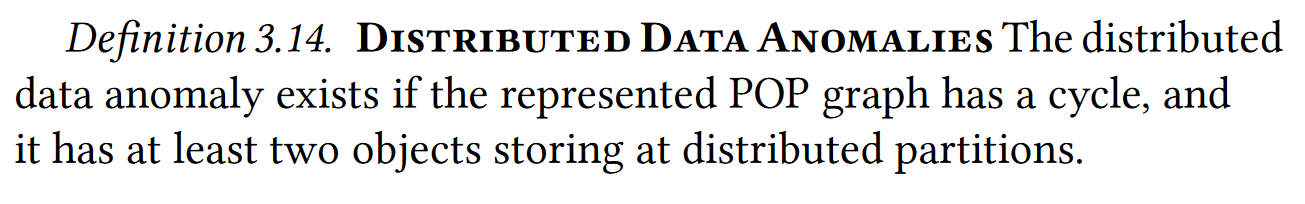 Definition 3.14. Distributed Data Anomalies The distributed
data anomaly exists if the represented POP graph has a cycle, and
it has at least two objects storing at distributed partitions.